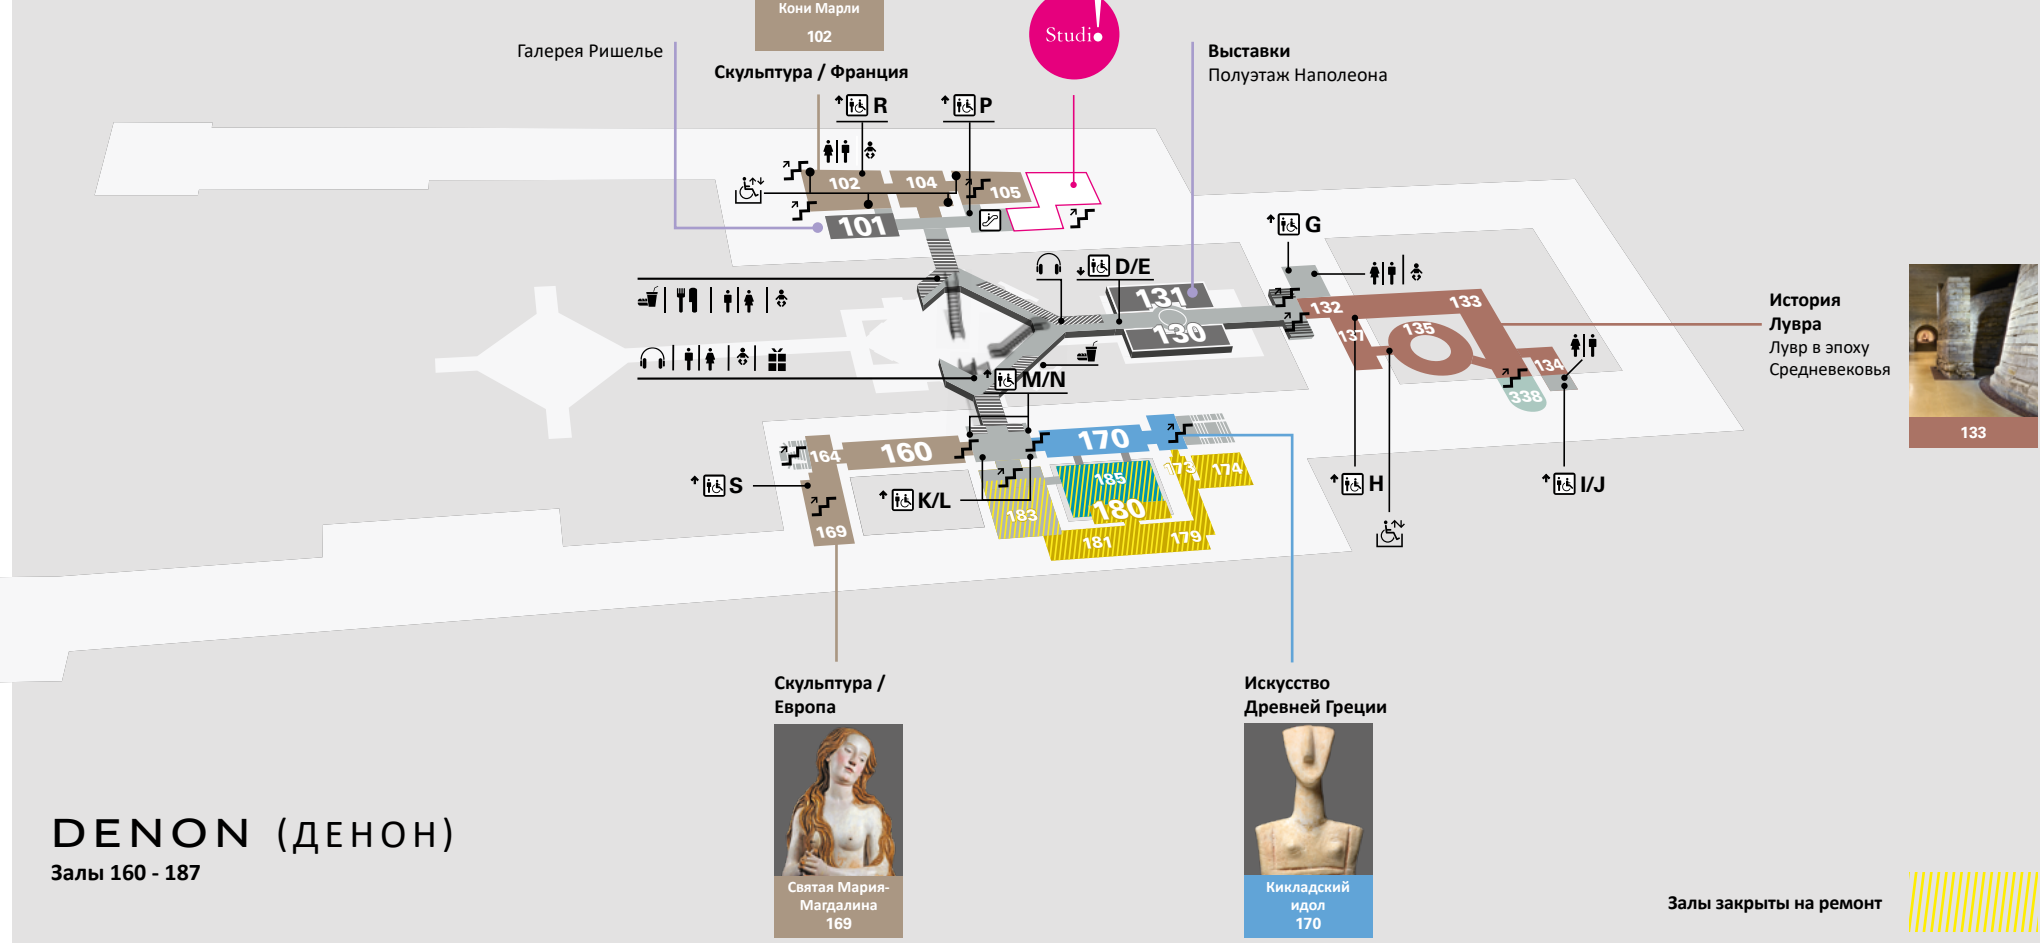 Кони Марли
102
Studi!
Галерея Ришелье
Скульптура / Франция
Выставки
Полуэтаж Наполеона
R
P
102
104
105
101
G
D/E
131
130
132
133
137
135
134
338
История
Лувра
Лувр в эпоху
Средневековья
133
M/N
164
160
170
173
174
185
180
183
181
179
169
S
K/L
H
I/J
Скульптура /
Европа
Святая Мария-
Магдалина
169
Искусство
Древней Греции
Кикладский
идол
170
DENON (ДЕНОН)
Залы 160 - 187
Залы закрыты на ремонт